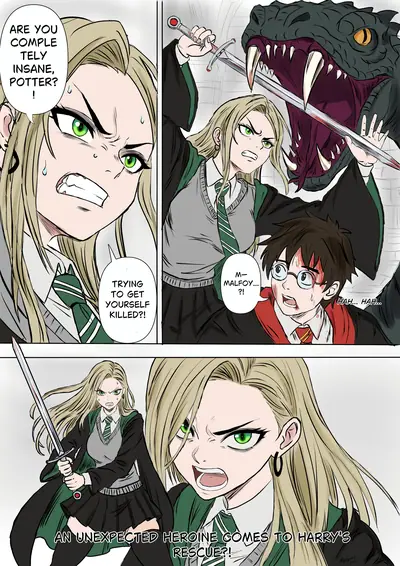 ARE YOU
COMPLE
TELY
INSANE,
POTTER?
!
TRYING
TO GET
YOURSELF
KILLED?!
M—
MALFOY...
?!
HAH... HAH...
AN UNEXPECTED HEROINE COMES TO HARRY'S
RESCUE?!